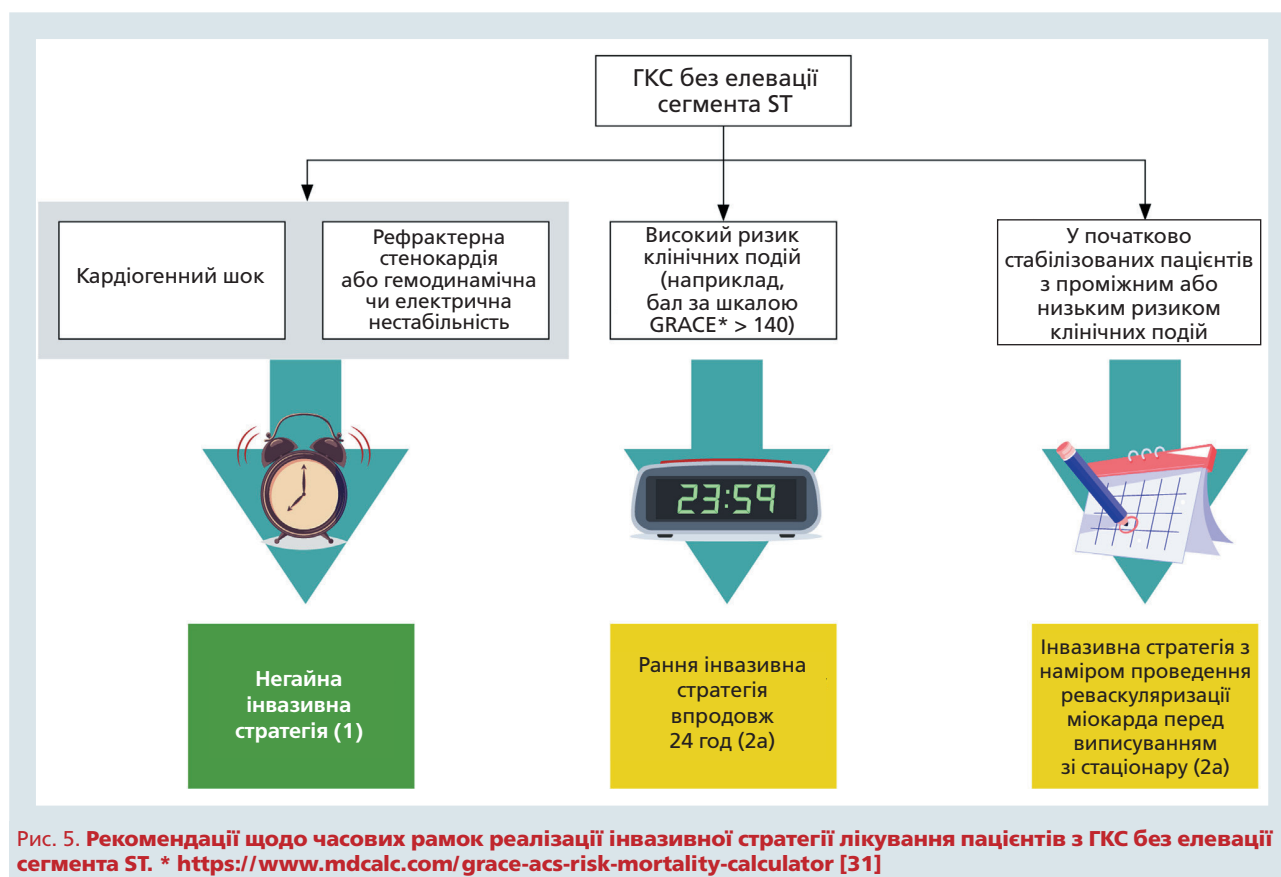 ГКС без елевації
сегмента ST
Кардіогенний шок
Рефрактерна
стенокардія
або гемодинамічна
чи електрична
нестабільність
Високий ризик
клінічних подій
(наприклад,
бал за шкалою
GRACE* > 140)
У початково
стабілізованих пацієнтів
з проміжним або
низьким ризиком
клінічних подій
23:59
Негайна
інвазивна
стратегія (1)
Рання інвазивна
стратегія
впродовж
24 год (2a)
Інвазивна стратегія з
наміром проведення
реваскуляризації
міокарда перед
виписуванням
зі стаціонару (2a)
Рис. 5. Рекомендації щодо часових рамок реалізації інвазивної стратегії лікування пацієнтів з ГКС без елевації
сегмента ST. * https://www.mdcalc.com/grace-acs-risk-mortality-calculator [31]